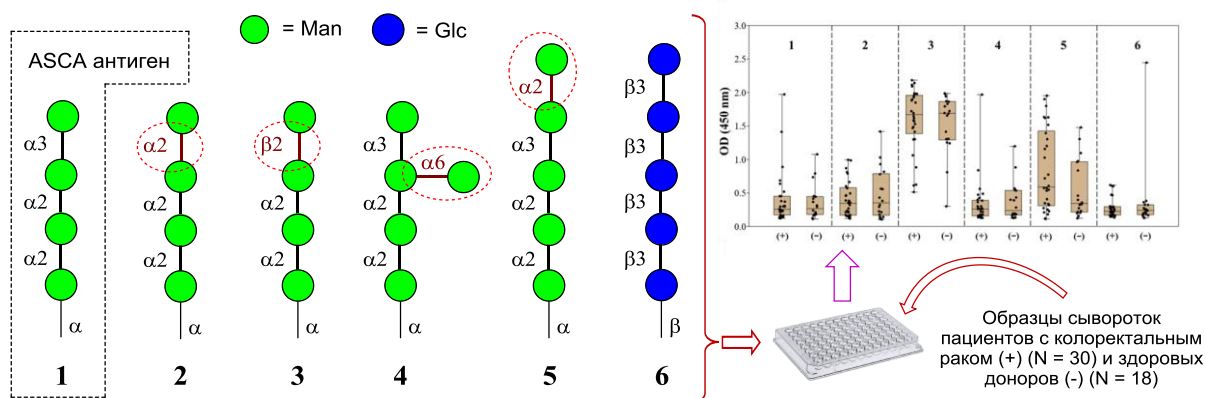 ASCA антиген
= Man
= Glc
α3
α2
α2
α
1
α2
α2
α2
α
2
β2
α2
α2
α
3
α3
α6
α2
α2
α
4
α2
α3
α2
α2
α
5
β3
β3
β3
β3
β
6
OD (450 nm)
3.0
2.5
2.0
1.5
1.0
0.5
0.0
1 2 3 4 5 6
(+) (-) (+) (-) (+) (-) (+) (-) (+) (-) (+) (-)
Образцы сывороток
пациентов с колоректальным
раком (+) (N = 30) и здоровых
доноров (-) (N = 18)